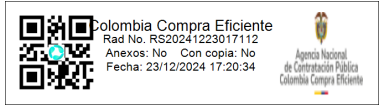 Colombia Compra Eficiente
Rad No. RS20241223017112
Anexos: No Con copia: No
Fecha: 23/12/2024 17:20:34
Agencia Nacional
de Contratación Pública
Colombia Compra Eficiente